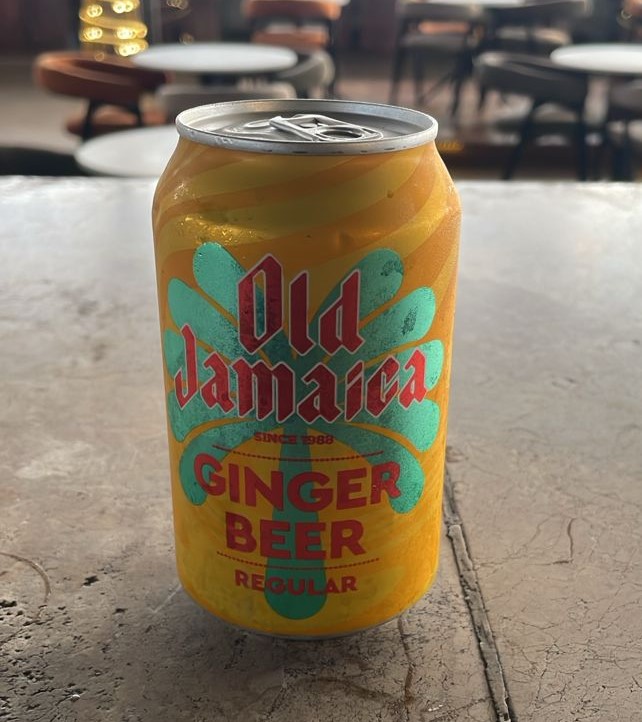 Old
Jamaica
SINCE 1988
GINGER
BEER
REGULAR